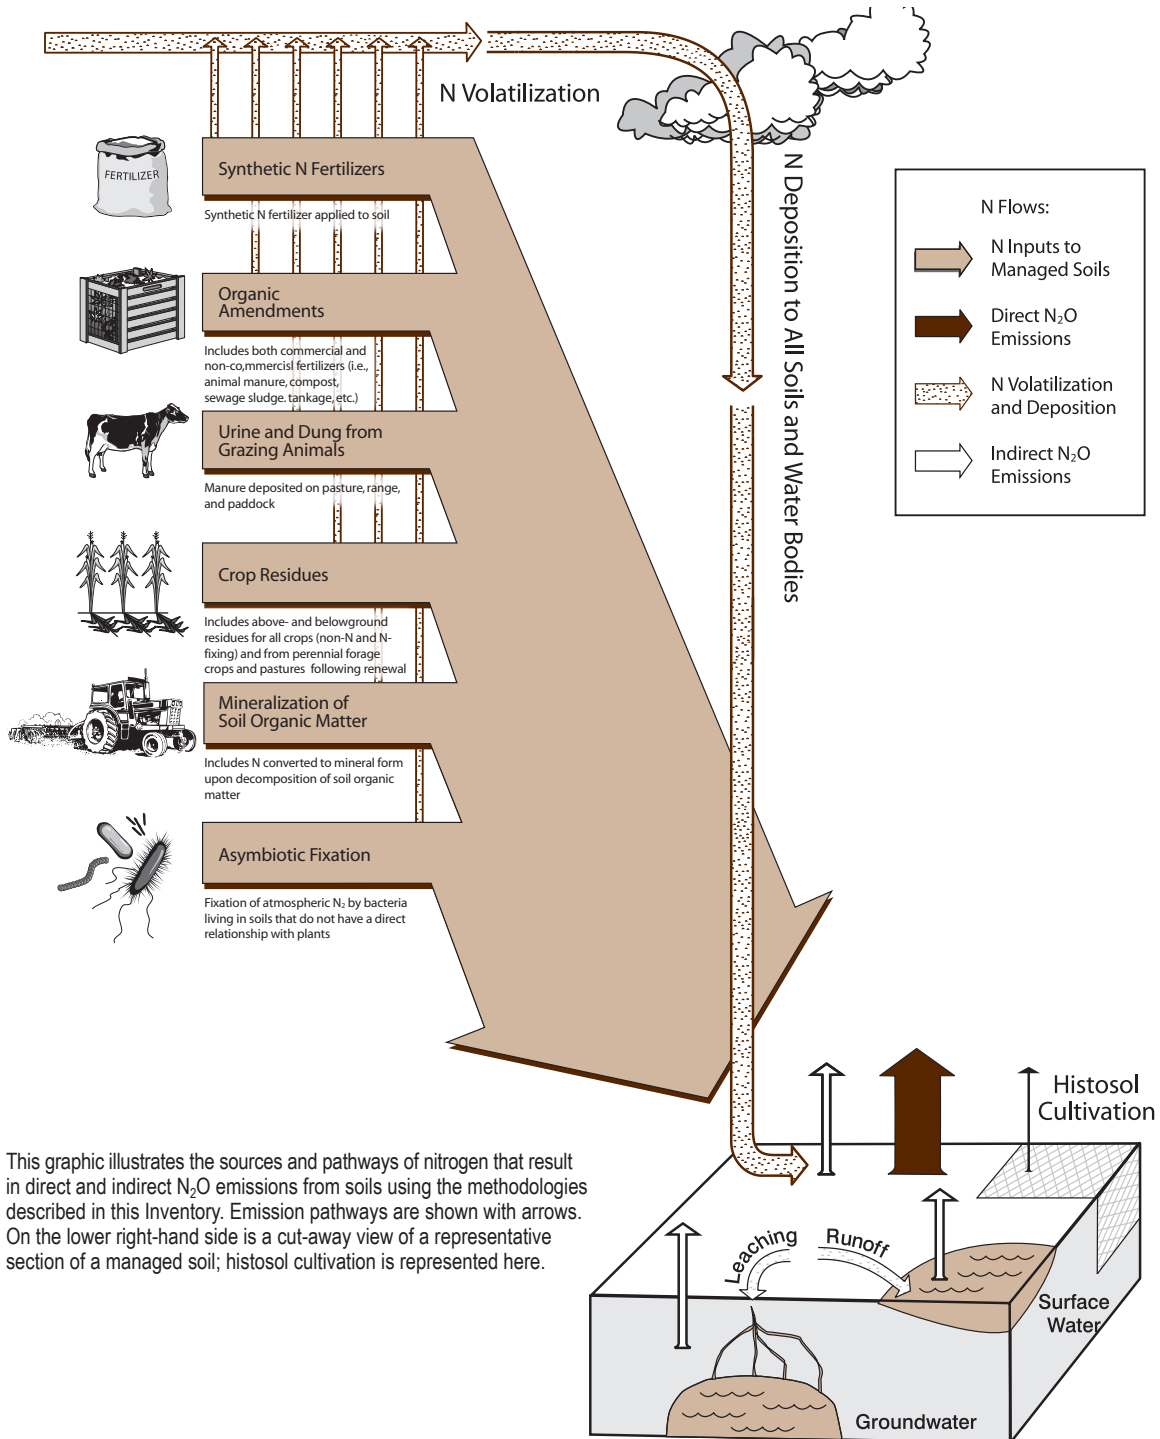 N Volatilization
FERTILIZER
Synthetic N Fertilizers
Synthetic N fertilizer applied to soil
Organic
Amendments
Includes both commercial and
non-co,mmercisl fertilizers (i.e.,
animal manure, compost,
sewage sludge. tankage, etc.)
Urine and Dung from
Grazing Animals
Manure deposited on pasture, range,
and paddock
Crop Residues
Includes above- and belowground
residues for all crops (non-N and N-
fixing) and from perennial forage
crops and pastures following renewal
Mineralization of
Soil Organic Matter
Includes N converted to mineral form
upon decomposition of soil organic
matter
Asymbiotic Fixation
Fixation of atmospheric N₂ by bacteria
living in soils that do not have a direct
relationship with plants
N Deposition to All Soils and Water Bodies
N Flows:
N Inputs to
Managed Soils
Direct N₂O
Emissions
N Volatilization
and Deposition
Indirect N₂O
Emissions
Histosol
Cultivation
This graphic illustrates the sources and pathways of nitrogen that result
in direct and indirect N₂O emissions from soils using the methodologies
described in this Inventory. Emission pathways are shown with arrows.
On the lower right-hand side is a cut-away view of a representative
section of a managed soil; histosol cultivation is represented here.
Leaching
Runoff
Surface
Water
Groundwater